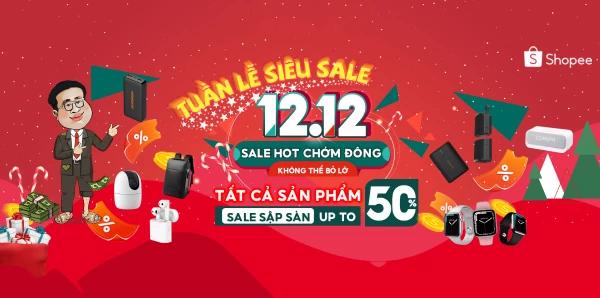 TUẦN LỄ SIÊU SALE
Shopee
12.12
SALE HOT CHỚM ĐÔNG
KHÔNG THỂ BỎ LỠ
TẤT CẢ SẢN PHẨM
SALE SẬP SÀN UP TO
50%